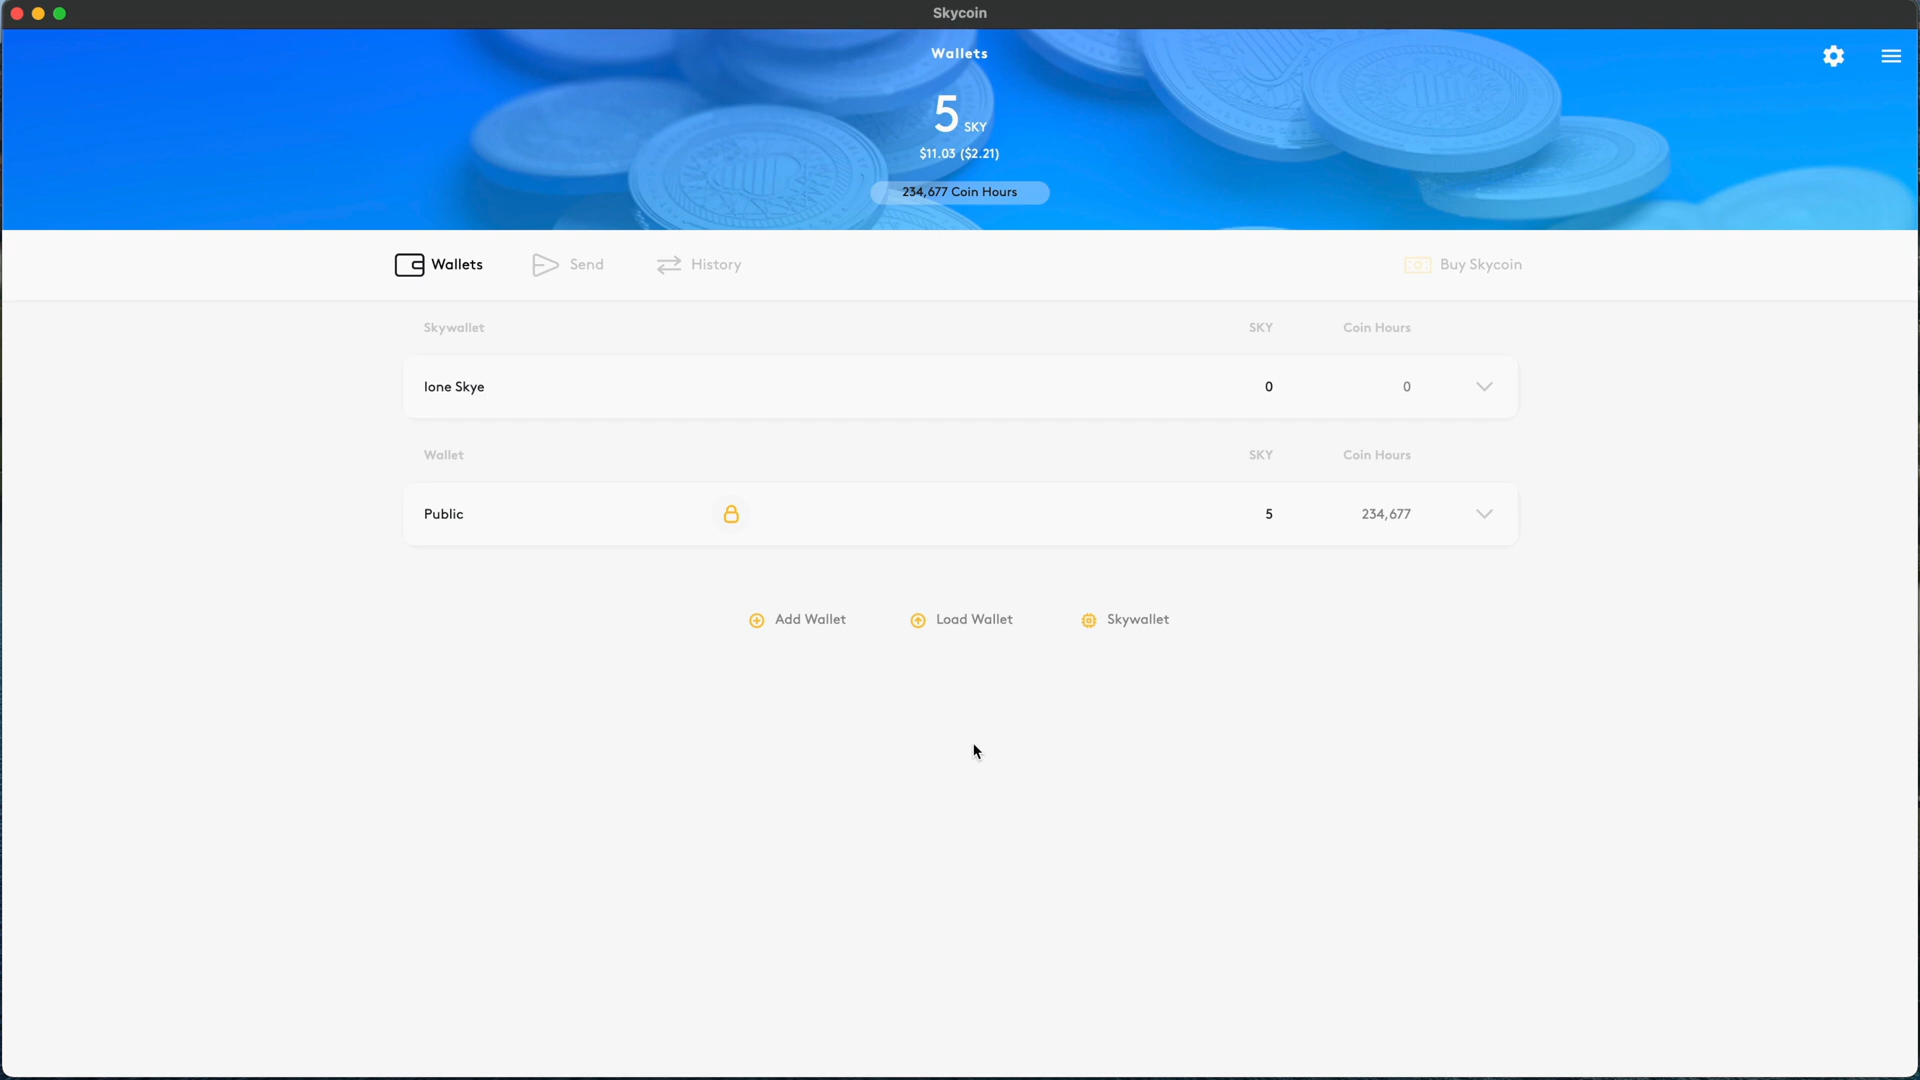 Skycoin
Wallets
5 SKY
$11.03 ($2.21)
234,677 Coin Hours
Wallets Send History Buy Skycoin
Skywallet SKY Coin Hours
Ione Skye 0 0
Wallet SKY Coin Hours
Public 5 234,677
Add Wallet Load Wallet Skywallet